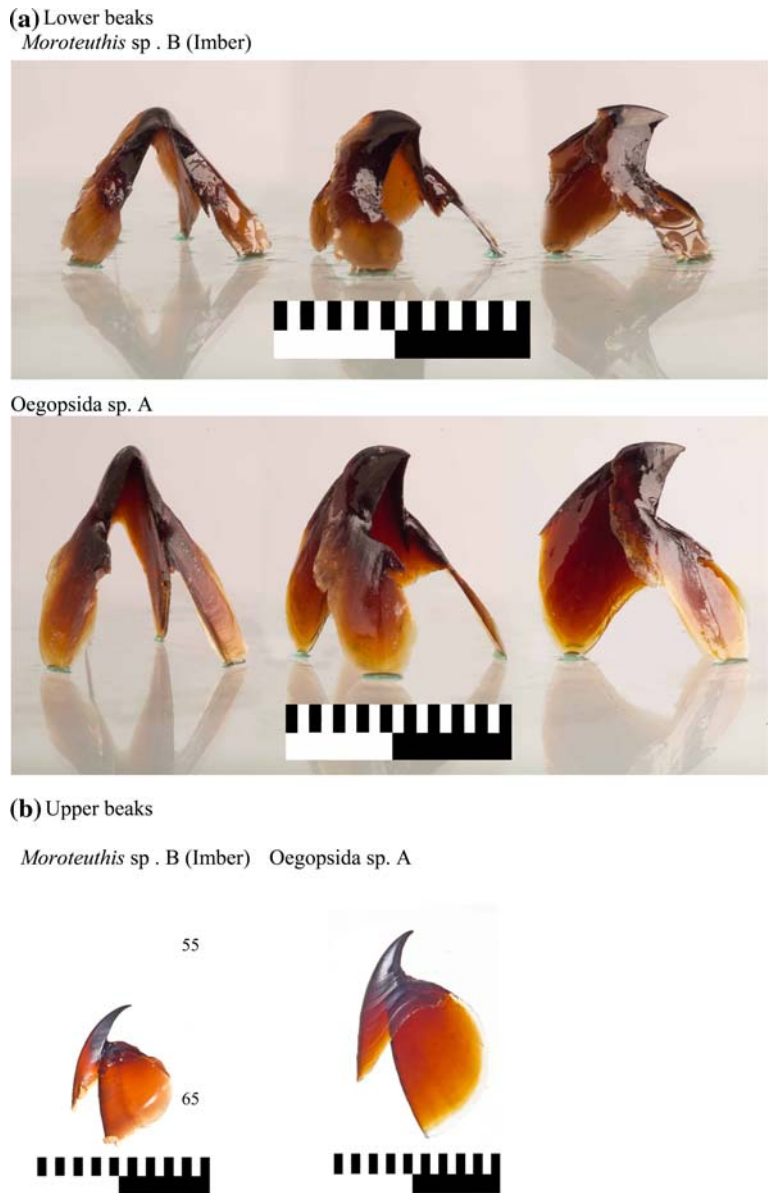 (a) Lower beaks
Moroteuthis sp . B (Imber)
Oegopsida sp. A
(b) Upper beaks
Moroteuthis sp . B (Imber) Oegopsida sp. A
55
65